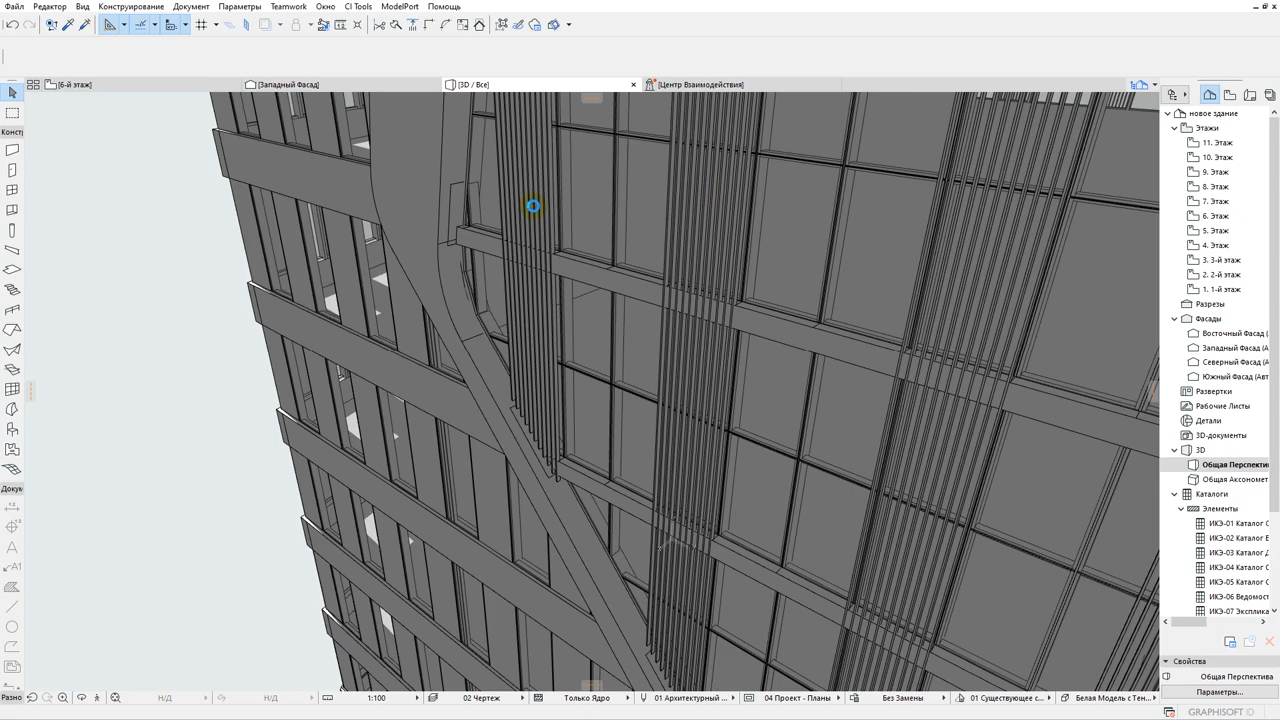 Файл Редактор Вид Конструирование Документ Параметры Teamwork Окно CI Tools ModelPort Помощь
[6-й этаж] [Западный Фасад] [3D / Все] [Центр Взаимодействия]
Констр
Докум
Разно
новое здание
Этажи
11. Этаж
10. Этаж
9. Этаж
8. Этаж
7. Этаж
6. Этаж
5. Этаж
4. Этаж
3. 3-й этаж
2. 2-й этаж
1. 1-й этаж
Разрезы
Фасады
Восточный Фасад (
Западный Фасад (А
Северный Фасад (А
Южный Фасад (Авт
Развертки
Рабочие Листы
Детали
3D-документы
3D
Общая Перспекти
Общая Аксономет
Каталоги
Элементы
ИКЭ-01 Каталог С
ИКЭ-02 Каталог Е
ИКЭ-03 Каталог Д
ИКЭ-04 Каталог О
ИКЭ-05 Каталог С
ИКЭ-06 Ведомост
ИКЭ-07 Эксплика
Свойства
Общая Перспектива
Параметры...
Н/Д Н/Д 1:100 02 Чертеж Только Ядро 01 Архитектурный ... 04 Проект - Планы Без Замены 01 Существующее с... Белая Модель с Тен...
GRAPHISOFT ID